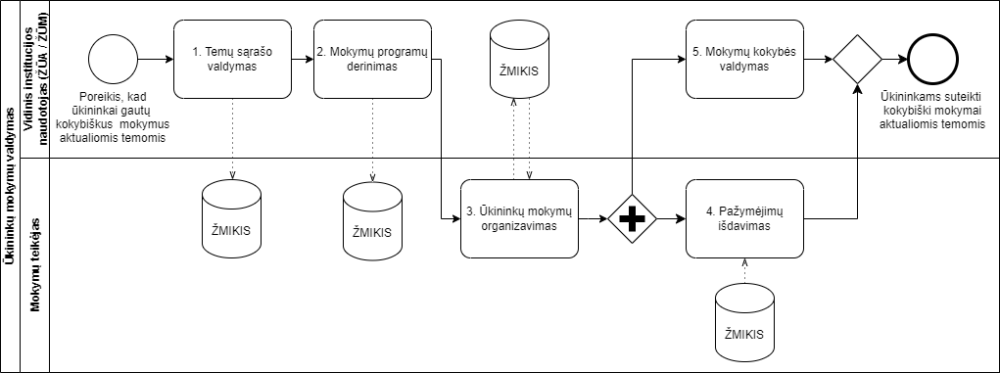 Ūkininkų mokymų valdymas
Vidinis institucijos
naudotojas (ŽŪA / ŽŪM)
Poreikis, kad
ūkininkai gautų
kokybiškus mokymus
aktualiomis temomis
1. Temų sąrašo
valdymas
2. Mokymų programų
derinimas
ŽMIKIS
5. Mokymų kokybės
valdymas
Ūkininkams suteikti
kokybiški mokymai
aktualiomis temomis
Mokymų teikėjas
ŽMIKIS
ŽMIKIS
3. Ūkininkų mokymų
organizavimas
4. Pažymėjimų
išdavimas
ŽMIKIS